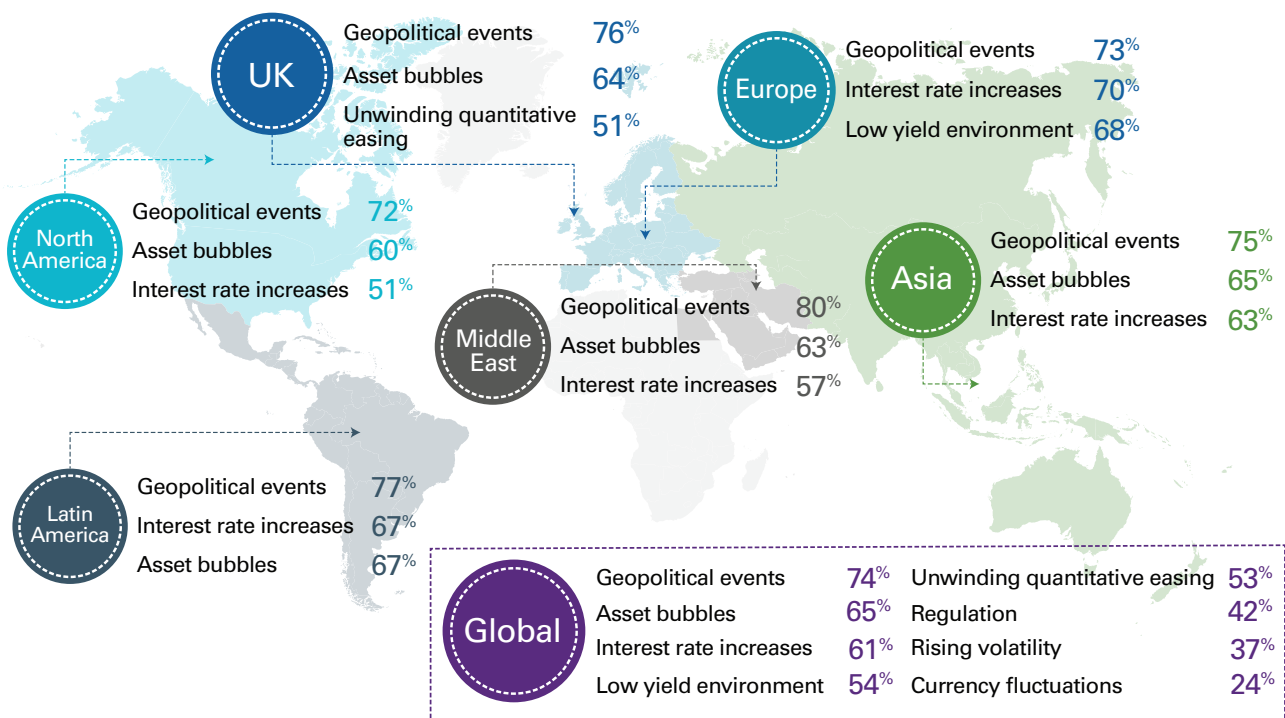 UK
Geopolitical events 76%
Asset bubbles 64%
Unwinding quantitative
easing 51%
Europe
Geopolitical events 73%
Interest rate increases 70%
Low yield environment 68%
North
America
Geopolitical events 72%
Asset bubbles 60%
Interest rate increases 51%
Middle
East
Geopolitical events 80%
Asset bubbles 63%
Interest rate increases 57%
Asia
Geopolitical events 75%
Asset bubbles 65%
Interest rate increases 63%
Latin
America
Geopolitical events 77%
Interest rate increases 67%
Asset bubbles 67%
Global
Geopolitical events 74%
Asset bubbles 65%
Interest rate increases 61%
Low yield environment 54%
Unwinding quantitative easing 53%
Regulation 42%
Rising volatility 37%
Currency fluctuations 24%